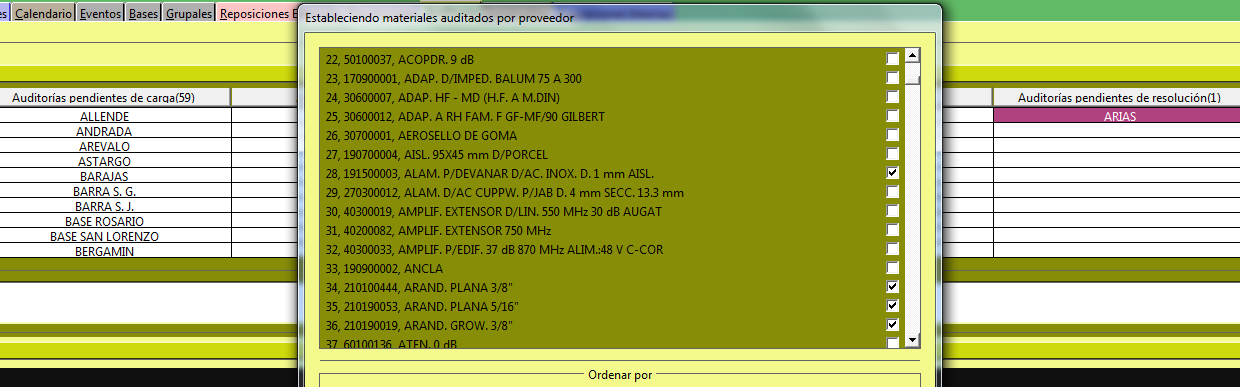 es Calendario Eventos Bases Grupales Reposiciones E
Estableciendo materiales auditados por proveedor
22, 50100037, ACOPDR. 9 dB
23, 170900001, ADAP. D/IMPED. BALUM 75 A 300
24, 30600007, ADAP. HF - MD (H.F. A M.DIN)
25, 30600012, ADAP. A RH FAM. F GF-MF/90 GILBERT
26, 30700001, AEROSELLO DE GOMA
27, 190700004, AISL. 95X45 mm D/PORCEL
28, 191500003, ALAM. P/DEVANAR D/AC. INOX. D. 1 mm AISL.
29, 270300012, ALAM. D/AC CUPPW. P/JAB D. 4 mm SECC. 13.3 mm
30, 40300019, AMPLIF. EXTENSOR D/LIN. 550 MHz 30 dB AUGAT
31, 40200082, AMPLIF. EXTENSOR 750 MHz
32, 40300033, AMPLIF. P/EDIF. 37 dB 870 MHz ALIM.:48 V C-COR
33, 190900002, ANCLA
34, 210100444, ARAND. PLANA 3/8"
35, 210190053, ARAND. PLANA 5/16"
36, 210190019, ARAND. GROW. 3/8"
37, 60100136, ATEN. 0 dB
Ordenar por
Auditorías pendientes de carga(59)
ALLENDE
ANDRADA
AREVALO
ASTARGO
BARAJAS
BARRA S. G.
BARRA S. J.
BASE ROSARIO
BASE SAN LORENZO
BERGAMIN
Auditorías pendientes de resolución(1)
ARIAS